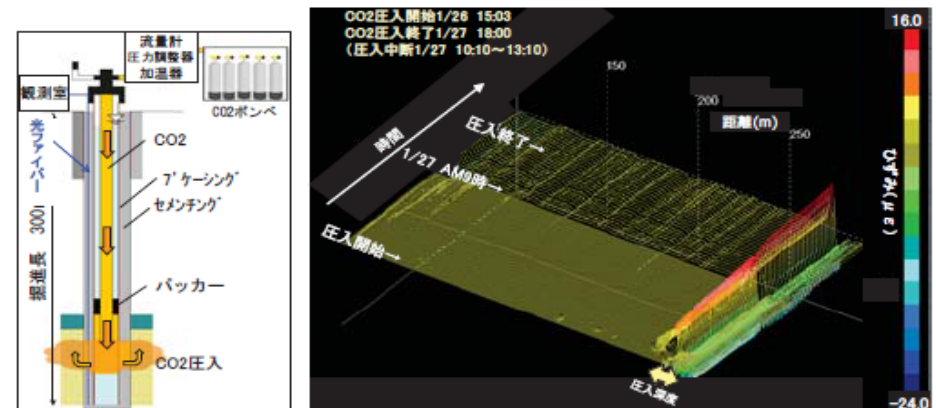 流量計
圧力調整器
加温器
観測室
CO2ボンベ
光ファイバー
CO2
7"ケーシング
セメンチング
掘進長 300m
パッカー
CO2圧入
CO2圧入開始1/26 15:03
CO2圧入終了1/27 18:00
(圧入中断1/27 10:10~13:10)
16.0
150
200
距離(m)
250
時間
圧入終了→
1/27 AM9時→
圧入開始→
ひずみ(με)
圧入深度
-24.0